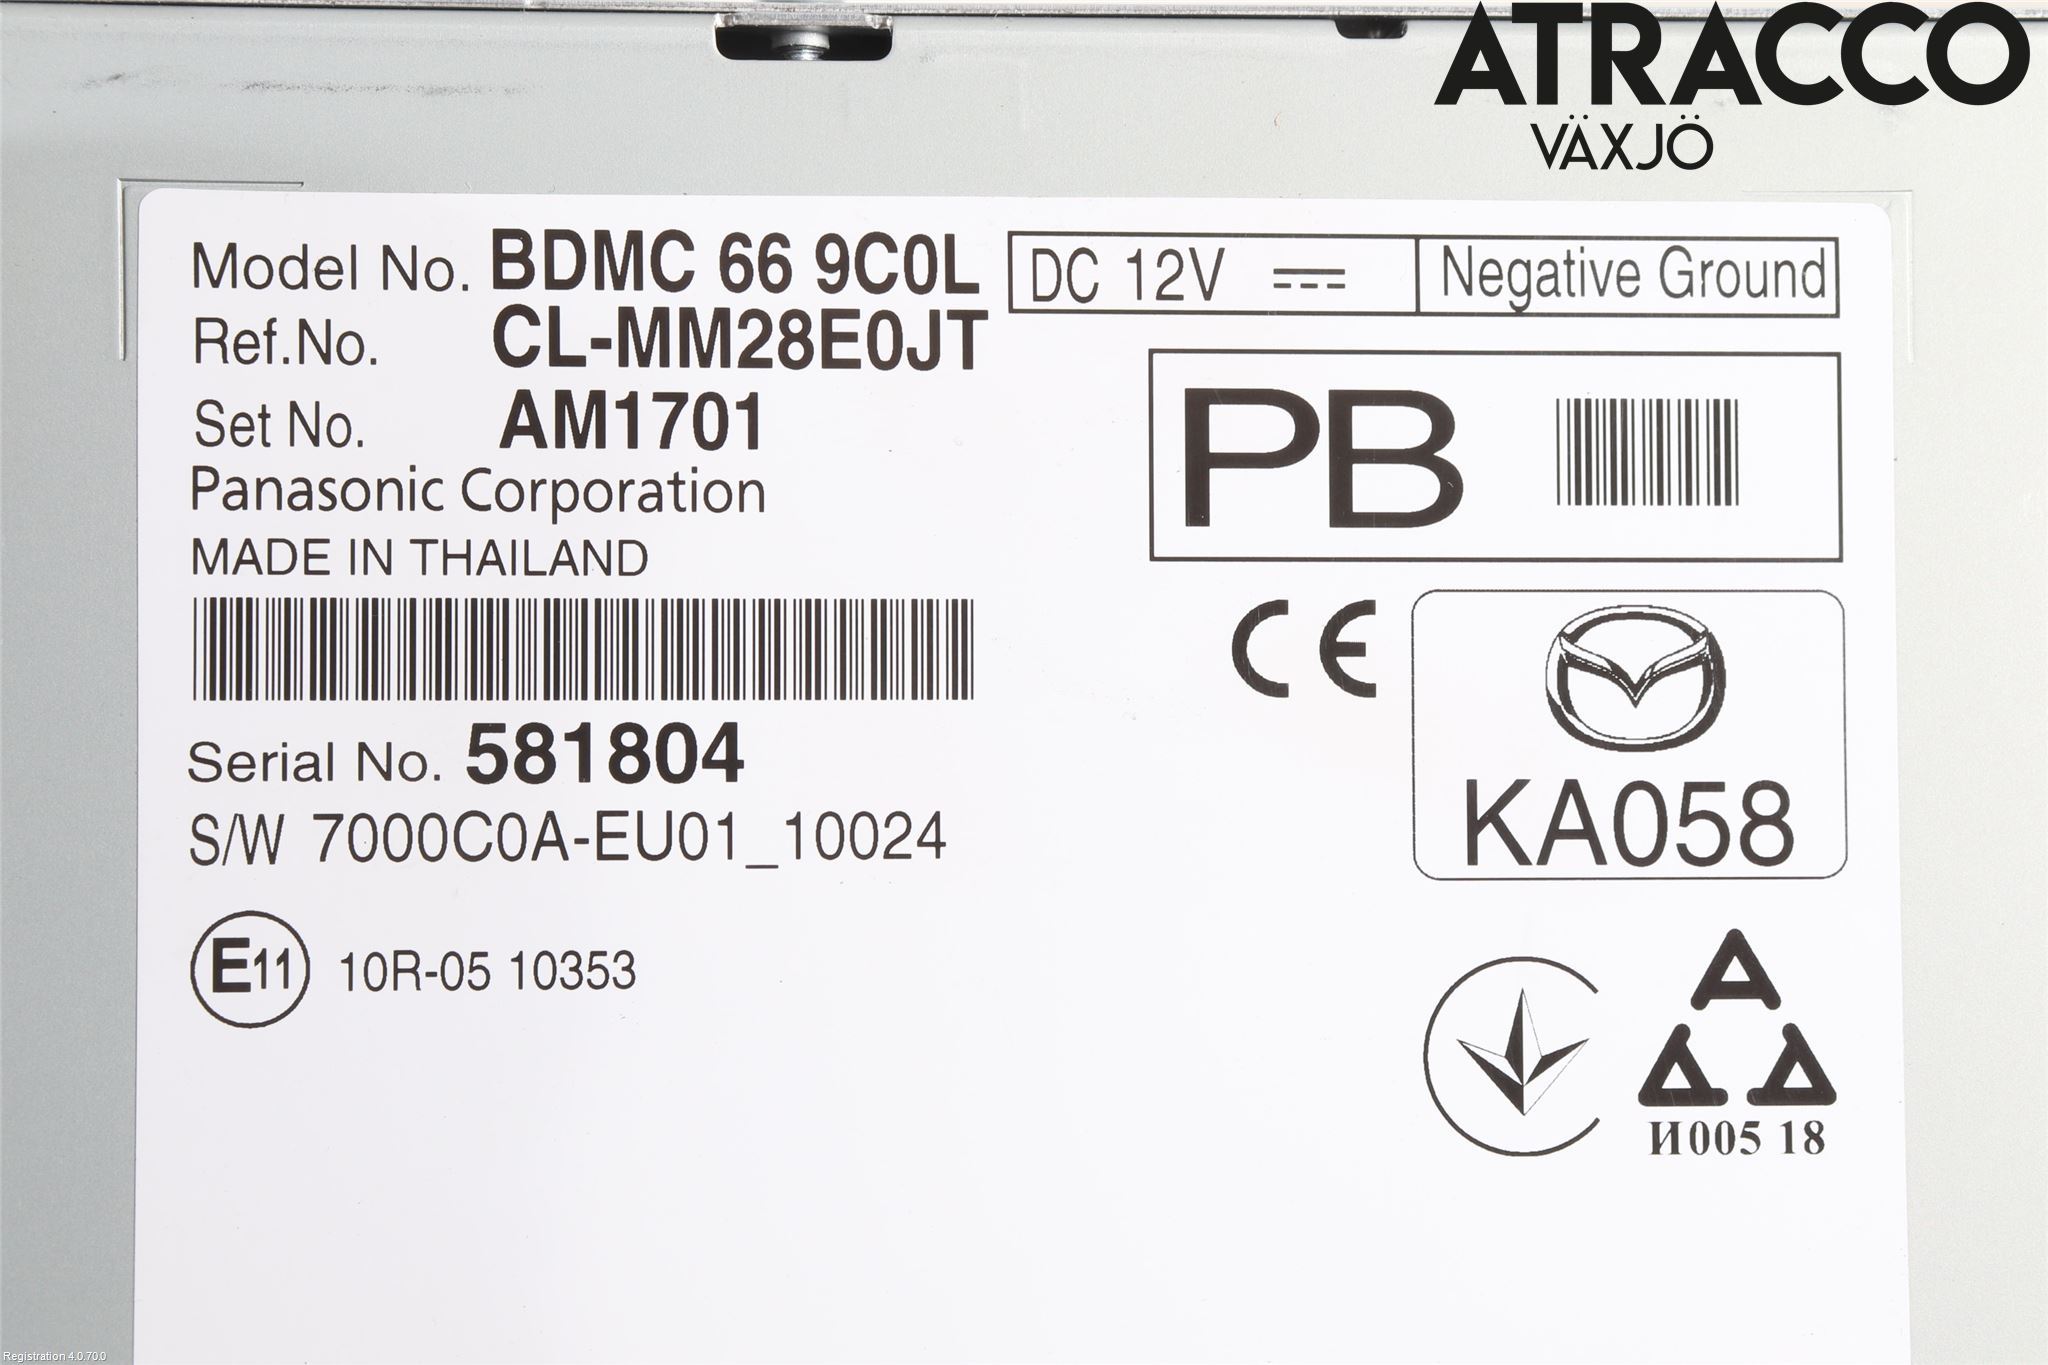 ATRACCO
VÄXJÖ
Model No. BDMC 66 9C0L
DC 12V
Negative Ground
Ref.No. CL-MM28E0JT
Set No. AM1701
PB
Panasonic Corporation
MADE IN THAILAND
CE
Serial No. 581804
KA058
S/W 7000C0A-EU01_10024
E11 10R-05 10353
И005 18
Registration 4.0.70.0